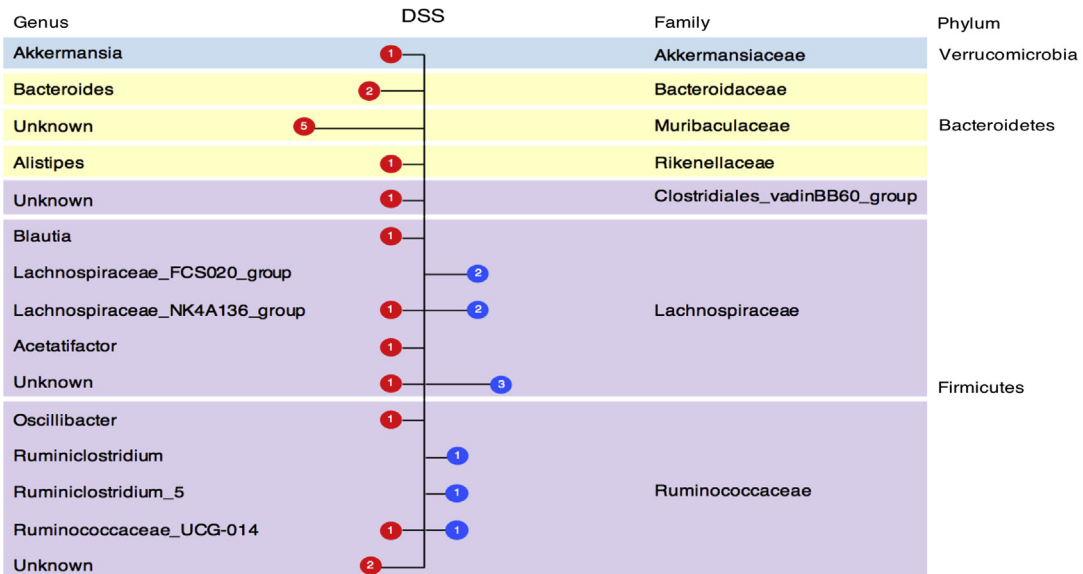 Genus DSS Family Phylum
Akkermansia 1 Akkermansiaceae Verrucomicrobia
Bacteroides 2 Bacteroidaceae
Unknown 5 Muribaculaceae Bacteroidetes
Alistipes 1 Rikenellaceae
Unknown 1 Clostridiales_vadinBB60_group
Blautia 1
Lachnospiraceae_FCS020_group 2
Lachnospiraceae_NK4A136_group 1 2 Lachnospiraceae
Acetatifactor 1
Unknown 1 3 Firmicutes
Oscillibacter 1
Ruminiclostridium 1
Ruminiclostridium_5 1 Ruminococcaceae
Ruminococcaceae_UCG-014 1 1
Unknown 2